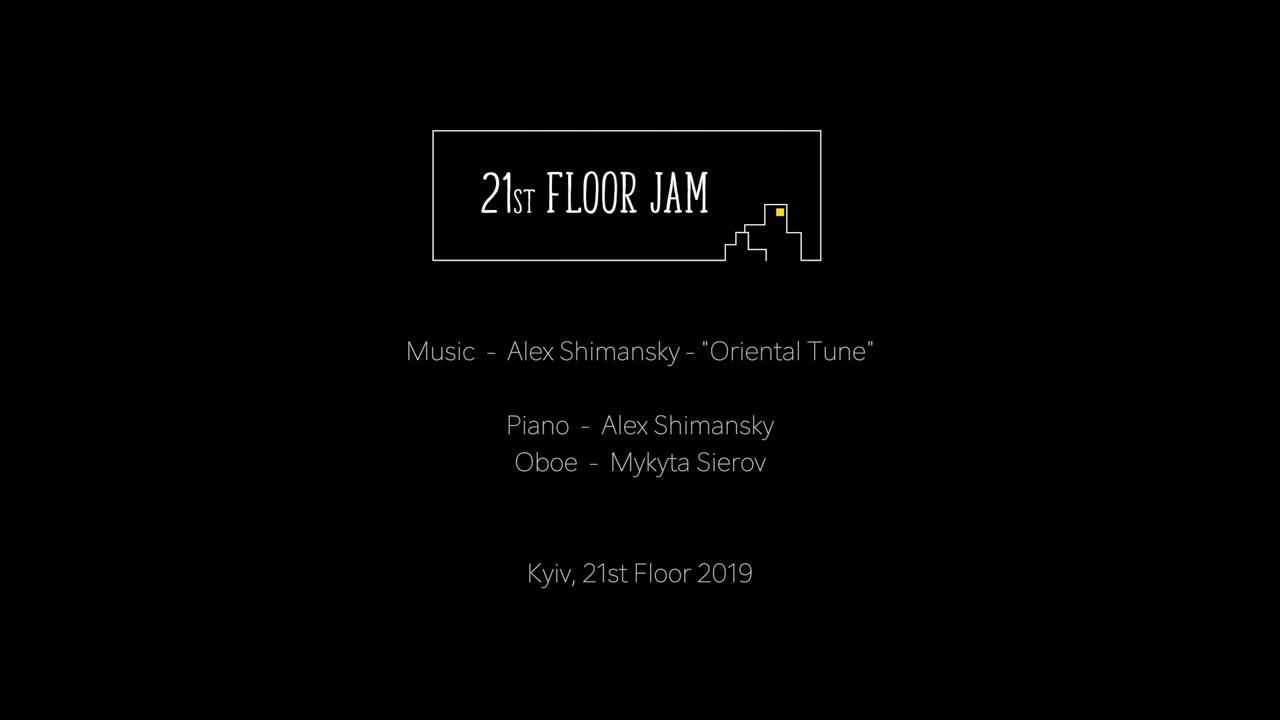 21ST FLOOR JAM
Music - Alex Shimansky - "Oriental Tune"
Piano - Alex Shimansky
Oboe - Mykyta Sierov
Kyiv, 21st Floor 2019